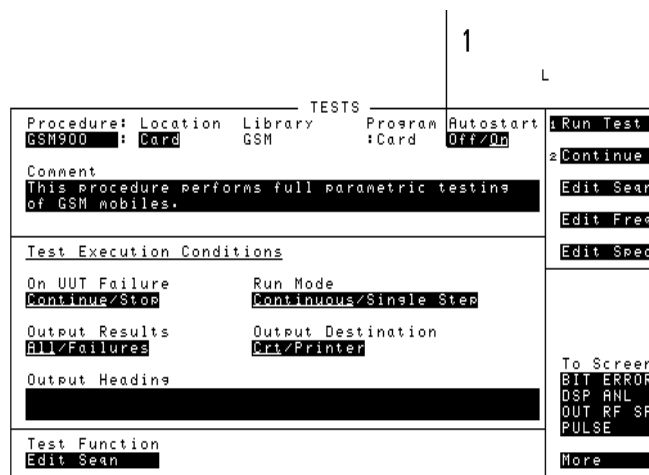 1
L
TESTS
Procedure: Location Library Program Autostart
GSM900 : Card GSM :Card Off/On
Comment
This procedure performs full parametric testing
of GSM mobiles.
Test Execution Conditions
On UUT Failure Run Mode
Continue/Stop Continuous/Single Step
Output Results Output Destination
All/Failures Crt/Printer
Output Heading
Test Function
Edit Seqn
1 Run Test
2 Continue
Edit Seqn
Edit Freq
Edit Spec
To Screen
BIT ERROR
DSP ANL
OUT RF SP
PULSE
More